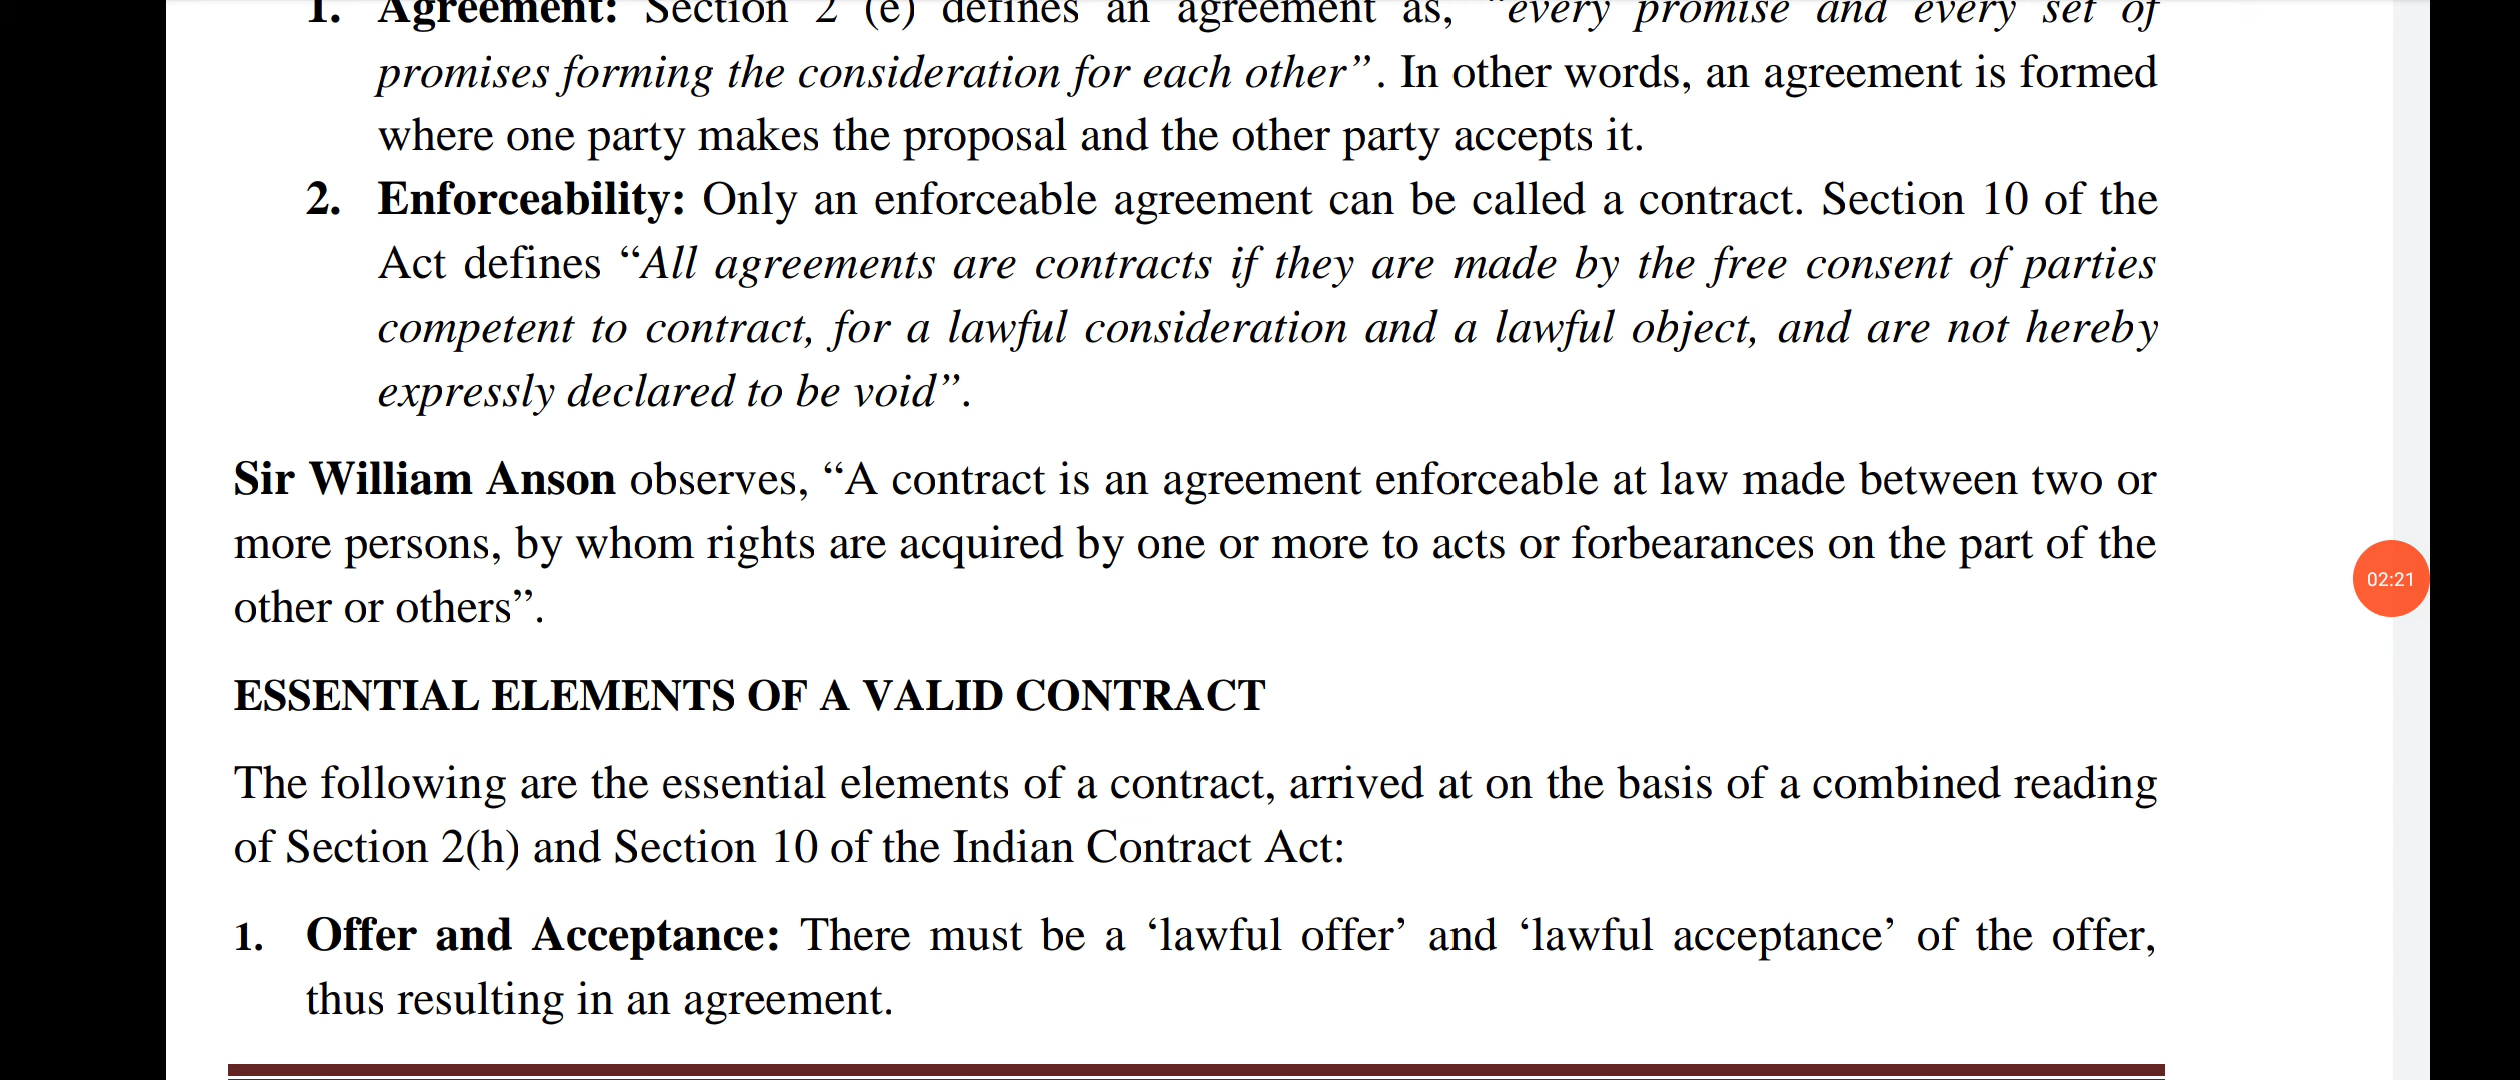 1. Agreement: Section 2 (e) defines an agreement as, “every promise and every set of
promises forming the consideration for each other”. In other words, an agreement is formed
where one party makes the proposal and the other party accepts it.
2. Enforceability: Only an enforceable agreement can be called a contract. Section 10 of the
Act defines “All agreements are contracts if they are made by the free consent of parties
competent to contract, for a lawful consideration and a lawful object, and are not hereby
expressly declared to be void”.
Sir William Anson observes, “A contract is an agreement enforceable at law made between two or
more persons, by whom rights are acquired by one or more to acts or forbearances on the part of the
other or others”.
02:21
ESSENTIAL ELEMENTS OF A VALID CONTRACT
The following are the essential elements of a contract, arrived at on the basis of a combined reading
of Section 2(h) and Section 10 of the Indian Contract Act:
1. Offer and Acceptance: There must be a ‘lawful offer’ and ‘lawful acceptance’ of the offer,
thus resulting in an agreement.